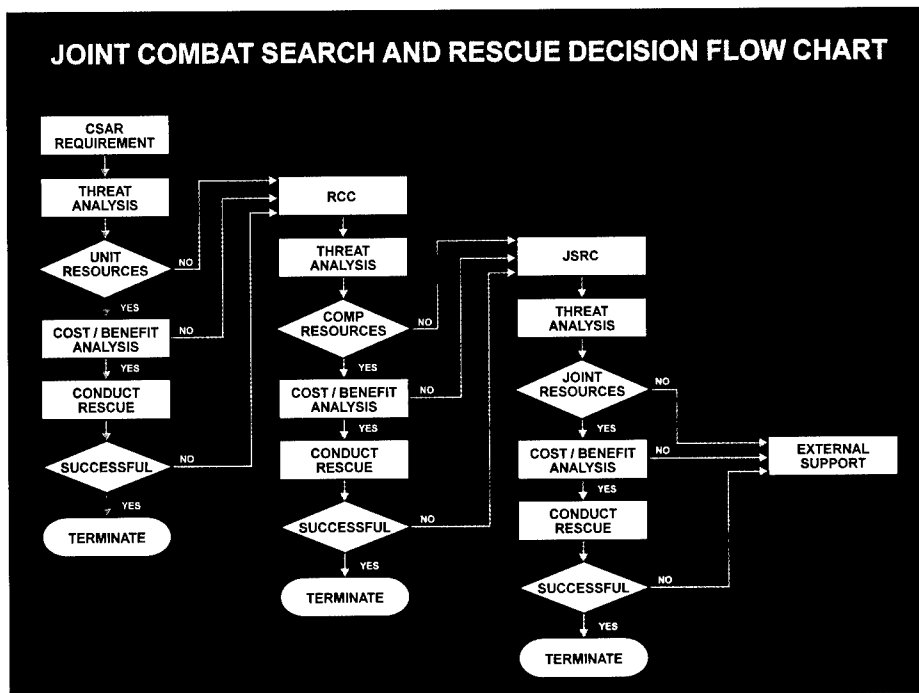 JOINT COMBAT SEARCH AND RESCUE DECISION FLOW CHART
CSAR
REQUIREMENT
THREAT
ANALYSIS
UNIT
RESOURCES
NO
YES
COST / BENEFIT
ANALYSIS
NO
YES
CONDUCT
RESCUE
SUCCESSFUL
NO
YES
TERMINATE
RCC
THREAT
ANALYSIS
COMP
RESOURCES
NO
YES
COST / BENEFIT
ANALYSIS
NO
YES
CONDUCT
RESCUE
SUCCESSFUL
NO
YES
TERMINATE
JSRC
THREAT
ANALYSIS
JOINT
RESOURCES
NO
YES
COST / BENEFIT
ANALYSIS
NO
YES
CONDUCT
RESCUE
SUCCESSFUL
NO
YES
TERMINATE
EXTERNAL
SUPPORT